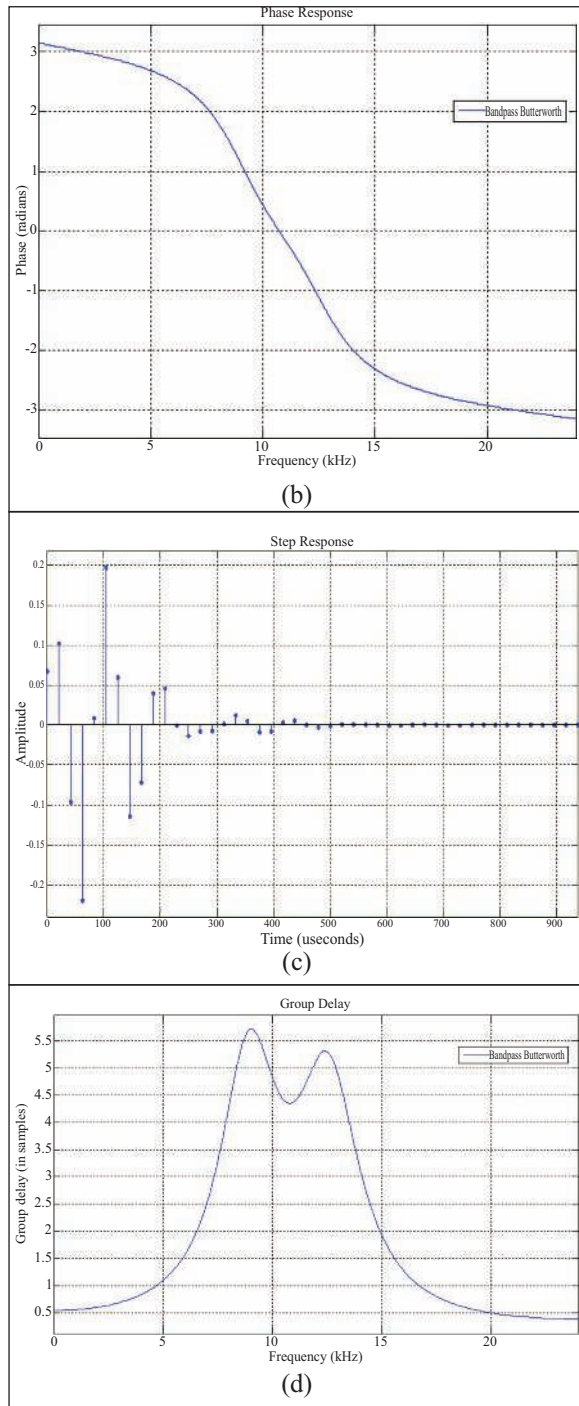 Phase Response
3
2
1
0
-1
-2
-3
Phase (radians)
Bandpass Butterworth
0 5 10 15 20
Frequency (kHz)
(b)
Step Response
0.2
0.15
0.1
0.05
0
-0.05
-0.1
-0.15
-0.2
Amplitude
0 100 200 300 400 500 600 700 800 900
Time (useconds)
(c)
Group Delay
5.5
5
4.5
4
3.5
3
2.5
2
1.5
1
0.5
Group delay (in samples)
Bandpass Butterworth
0 5 10 15 20
Frequency (kHz)
(d)